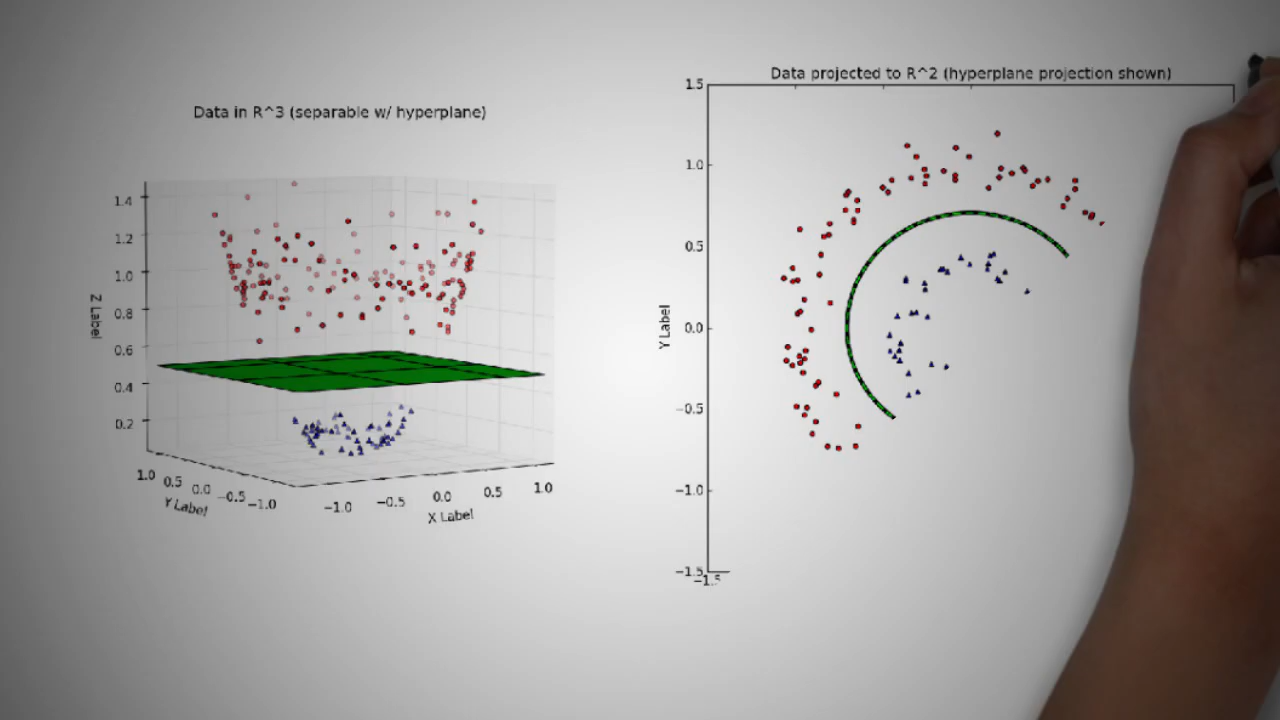 Data in R^3 (separable w/ hyperplane)
1.4
1.2
1.0
0.8
0.6
0.4
0.2
Z Label
1.0 0.5 0.0 −0.5 −1.0
Y Label
−1.0 −0.5 0.0 0.5 1.0
X Label
Data projected to R^2 (hyperplane projection shown)
1.5
1.0
0.5
0.0
−0.5
−1.0
−1.5
Y Label